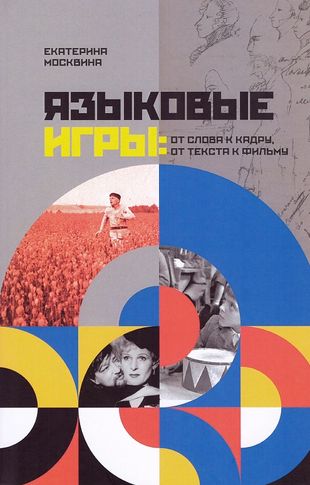 ЕКАТЕРИНА
МОСКВИНА
ЯЗЫКОВЫЕ
ИГРЫ: ОТ СЛОВА К КАДРУ,
ОТ ТЕКСТА К ФИЛЬМУ